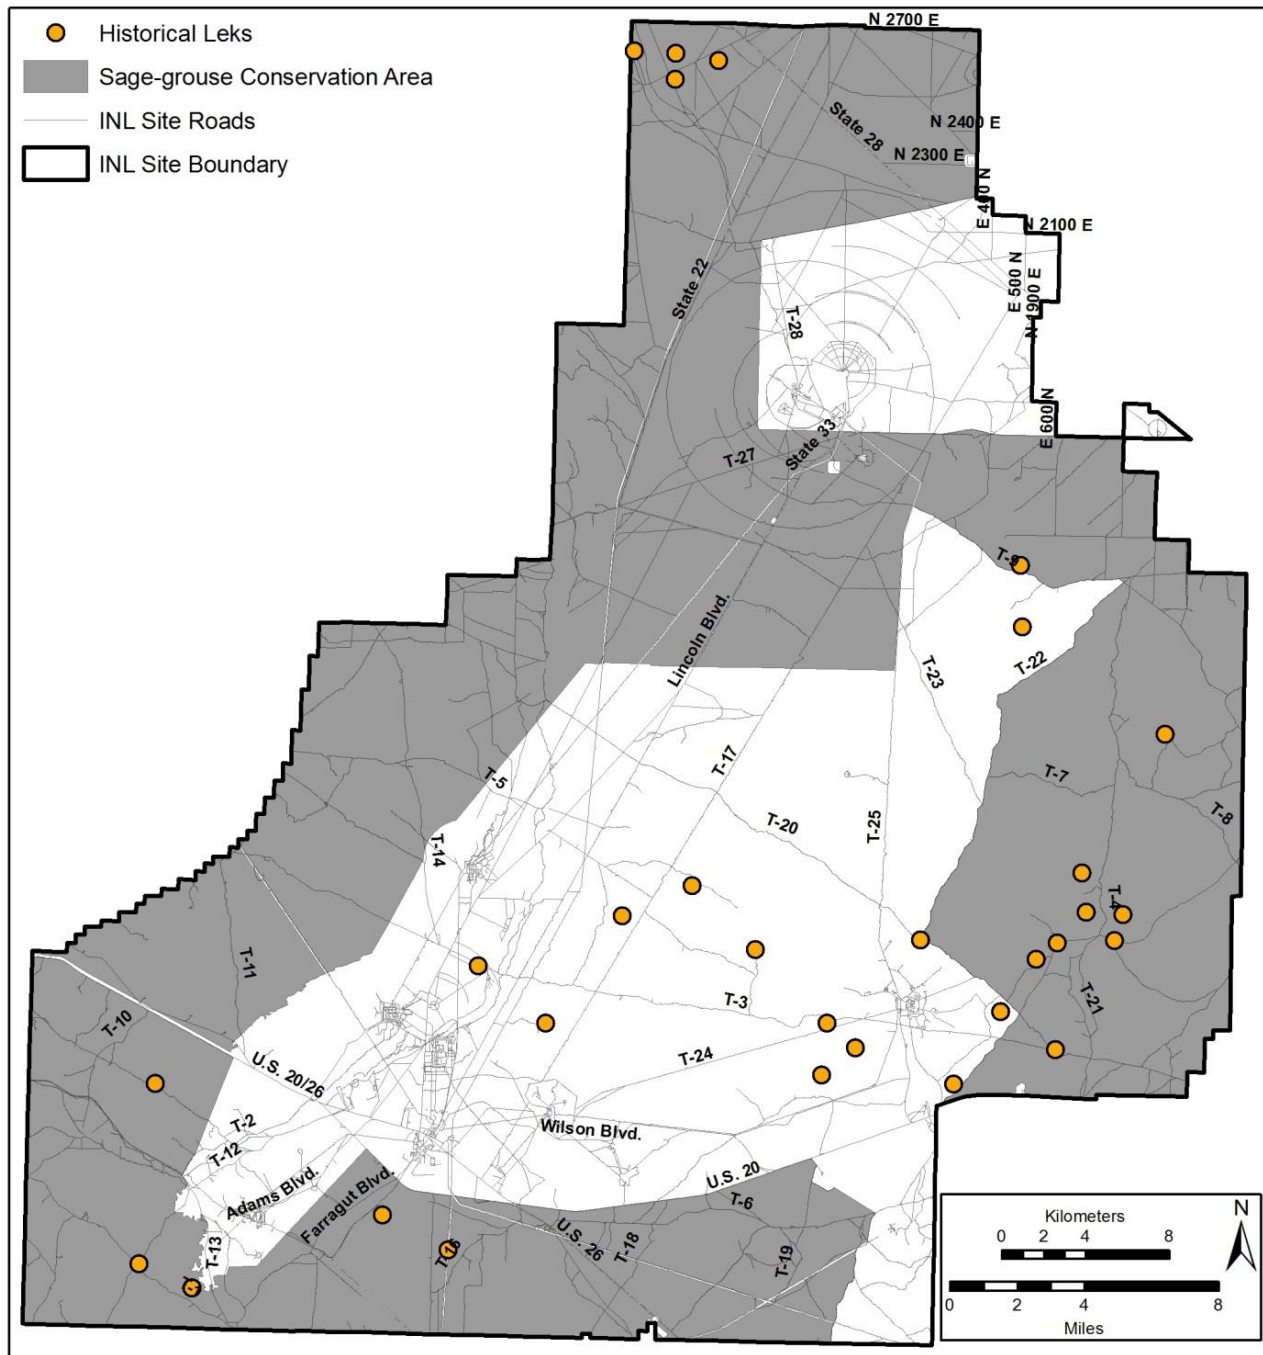 Historical Leks
Sage-grouse Conservation Area
INL Site Roads
INL Site Boundary
N 2700 E
State 28
N 2400 E
N 2300 E
E 400 N
N 2100 E
State 22
E 500 N
N 1900 E
T-28
E 600 N
State 33
T-27
T-9
Lincoln Blvd.
T-22
T-23
T-17
T-7
T-5
T-8
T-20
T-25
T-14
T-4
T-11
T-3
T-21
T-10
T-24
U.S. 20/26
T-2
Wilson Blvd.
T-12
U.S. 20
Adams Blvd.
Farragut Blvd.
T-6
U.S. 26
T-18
T-19
T-13
T-16
Kilometers
0 2 4 8
N
0 2 4 8
Miles